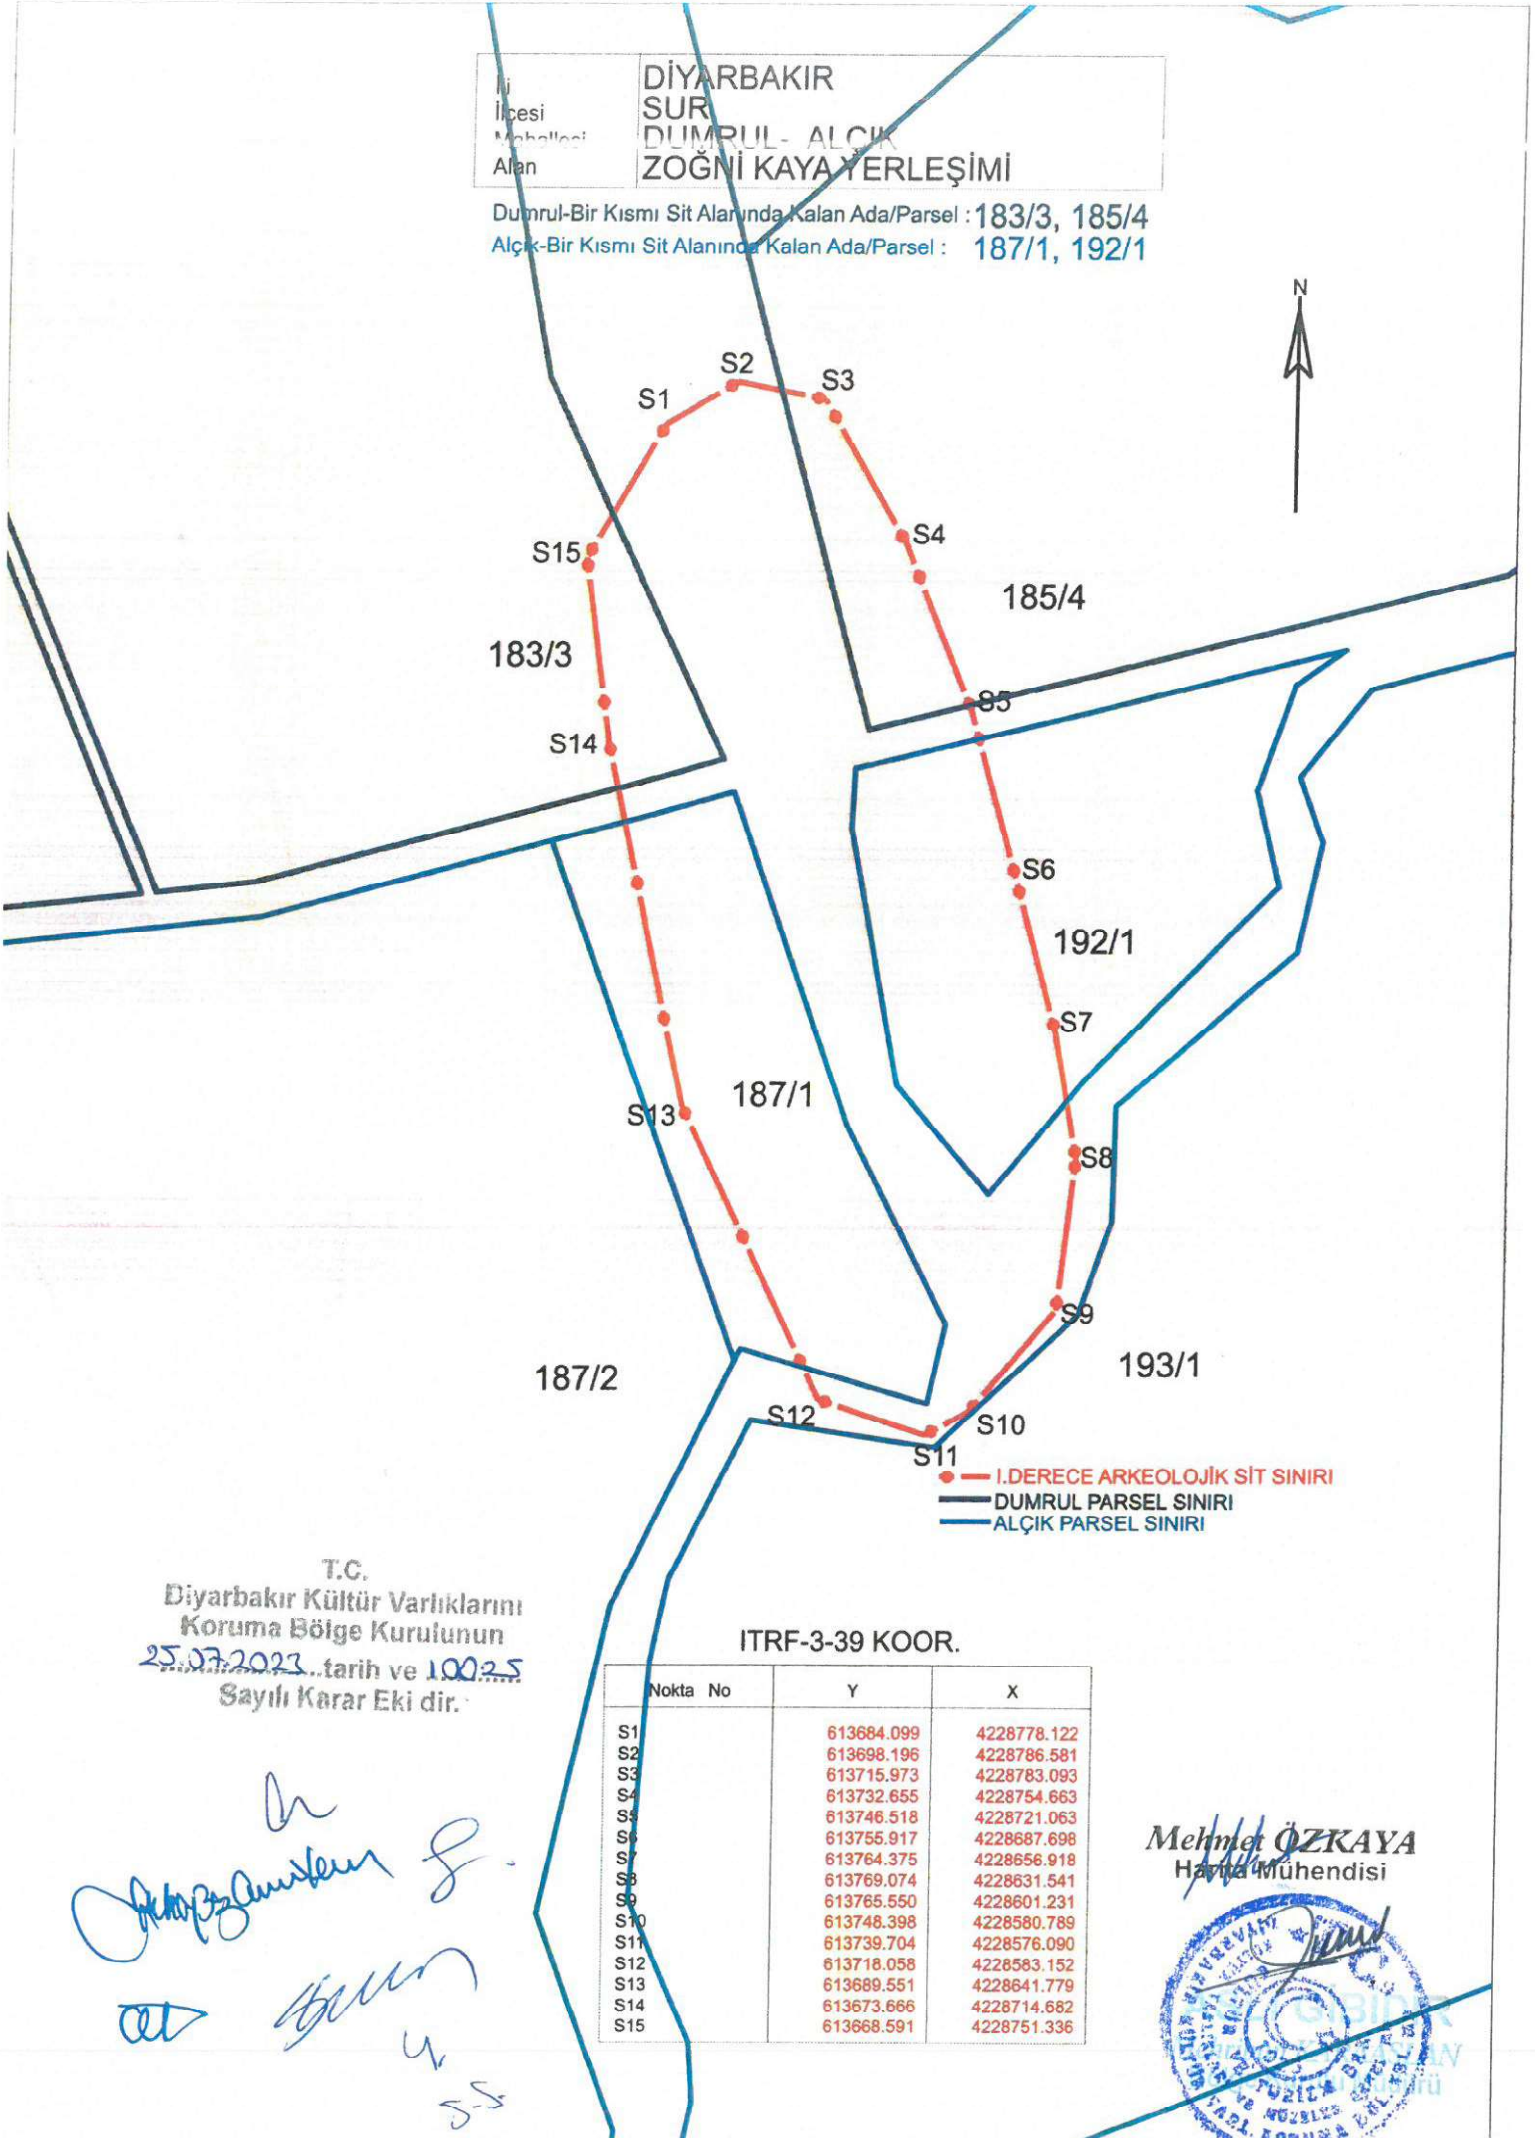 İli DİYARBAKIR
İlçesi SUR
Mahallesi DUMRUL- ALÇIK
Alan ZOĞNİ KAYA YERLEŞİMİ
Dumrul-Bir Kısmı Sit Alanında Kalan Ada/Parsel : 183/3, 185/4
Alçık-Bir Kısmı Sit Alanında Kalan Ada/Parsel : 187/1, 192/1
N
S2
S3
S1
S4
S15
185/4
183/3
S5
S14
S6
192/1
S7
187/1
S13
S8
S9
193/1
187/2
S12
S10
S11
I.DERECE ARKEOLOJİK SİT SINIRI
DUMRUL PARSEL SINIRI
ALÇIK PARSEL SINIRI
T.C.
Diyarbakır Kültür Varlıklarını
Koruma Bölge Kurulunun
25.07.2023 tarih ve 10025
Sayılı Karar Eki dir.
ITRF-3-39 KOOR.
Nokta No Y X
S1 613684.099 4228778.122
S2 613698.196 4228786.581
S3 613715.973 4228783.093
S4 613732.655 4228754.663
S5 613746.518 4228721.063
S6 613755.917 4228687.698
S7 613764.375 4228656.918
S8 613769.074 4228631.541
S9 613765.550 4228601.231
S10 613748.398 4228580.789
S11 613739.704 4228576.090
S12 613718.058 4228583.152
S13 613689.551 4228641.779
S14 613673.666 4228714.682
S15 613668.591 4228751.336
Mehmet ÖZKAYA
Harita Mühendisi
ASLI GİBİDİR